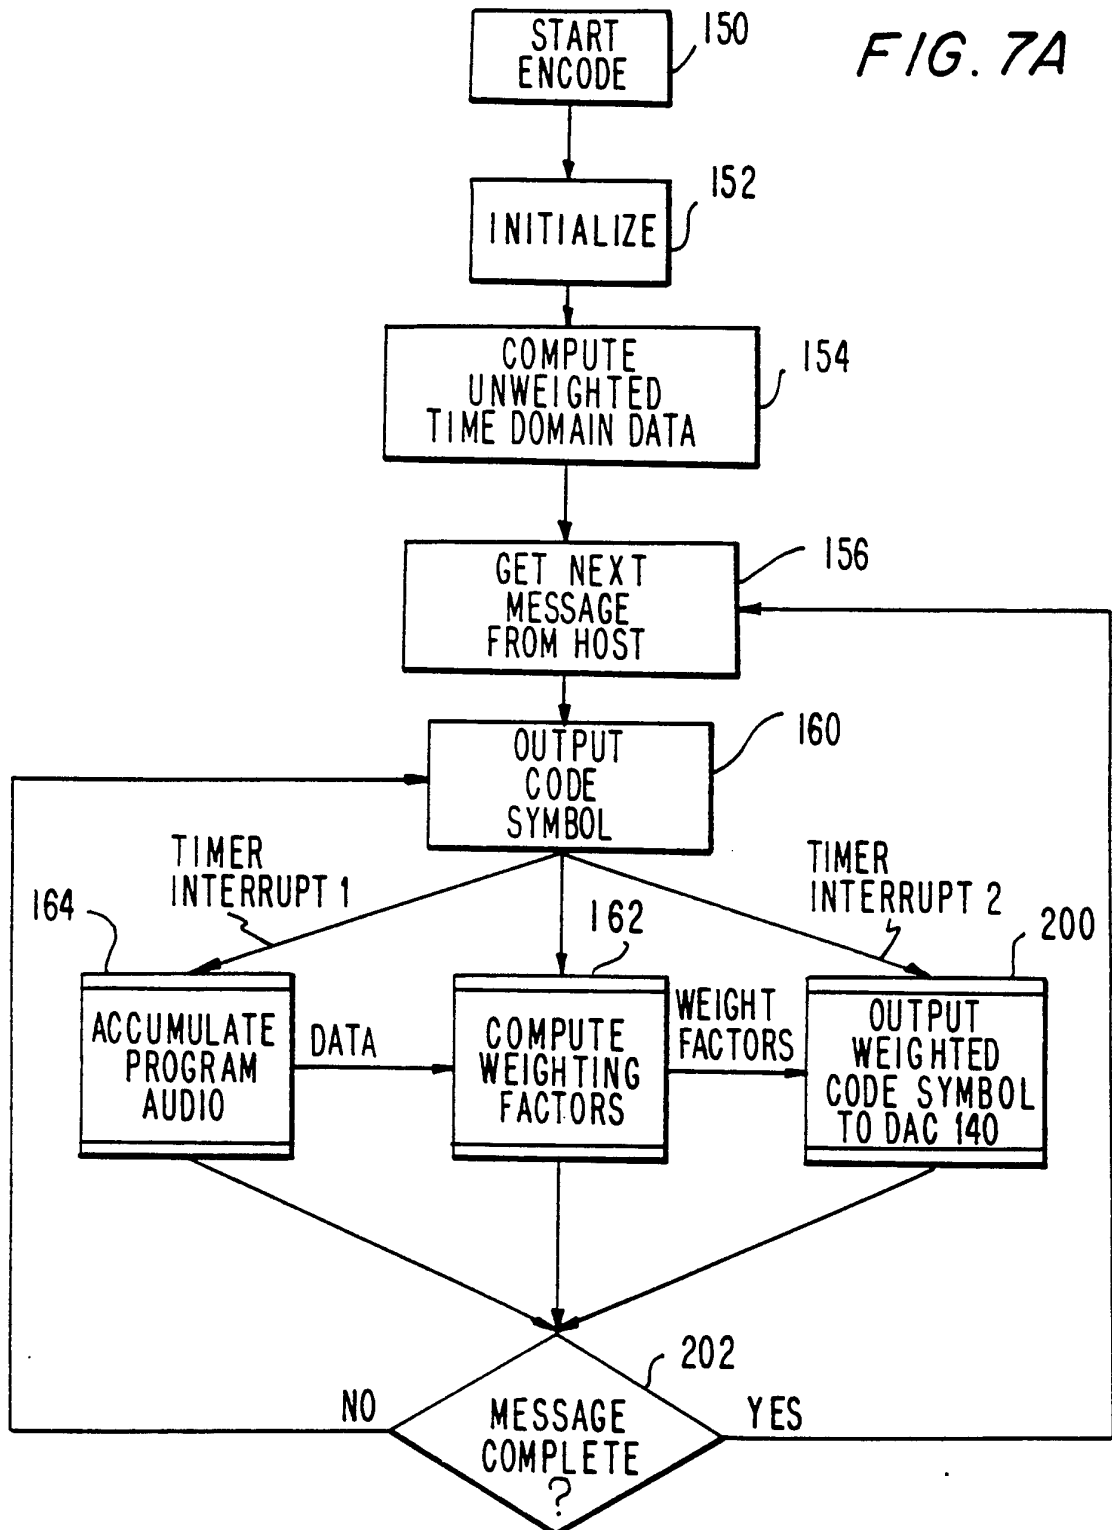 START
ENCODE
150
FIG. 7A
INITIALIZE
152
COMPUTE
UNWEIGHTED
TIME DOMAIN DATA
154
GET NEXT
MESSAGE
FROM HOST
156
OUTPUT
CODE
SYMBOL
160
TIMER
INTERRUPT 1
TIMER
INTERRUPT 2
164
162
200
ACCUMULATE
PROGRAM
AUDIO
DATA
COMPUTE
WEIGHTING
FACTORS
WEIGHT
FACTORS
OUTPUT
WEIGHTED
CODE SYMBOL
TO DAC 140
202
NO
MESSAGE
COMPLETE
?
YES